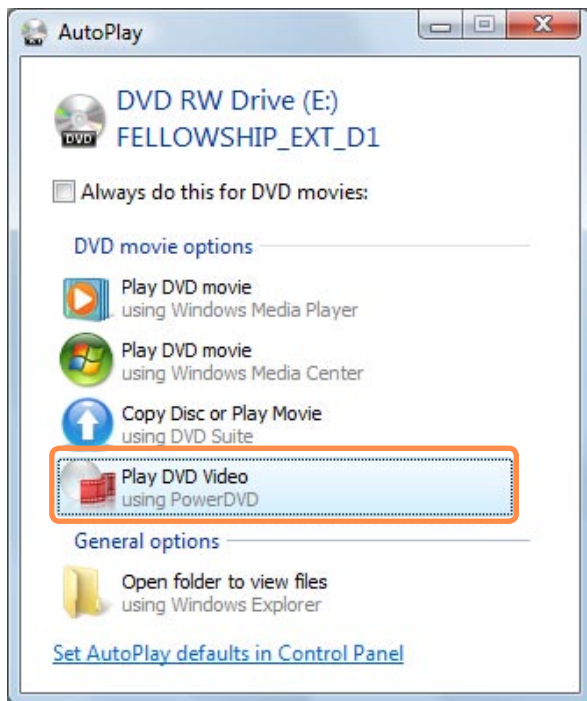 AutoPlay
DVD RW Drive (E:)
FELLOWSHIP_EXT_D1
DVD
Always do this for DVD movies:
DVD movie options
Play DVD movie
using Windows Media Player
Play DVD movie
using Windows Media Center
Copy Disc or Play Movie
using DVD Suite
Play DVD Video
using PowerDVD
General options
Open folder to view files
using Windows Explorer
Set AutoPlay defaults in Control Panel